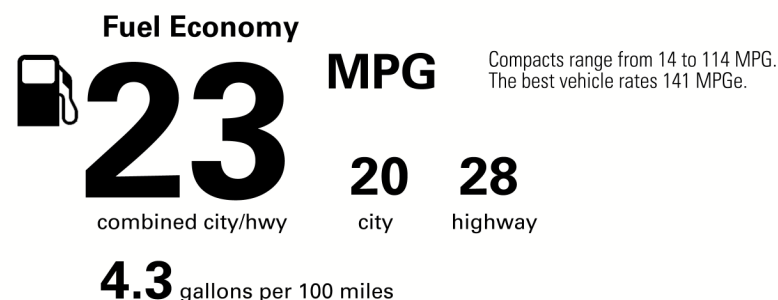 Fuel Economy
23 MPG
Compacts range from 14 to 114 MPG.
The best vehicle rates 141 MPGe.
combined city/hwy
20
city
28
highway
4.3 gallons per 100 miles